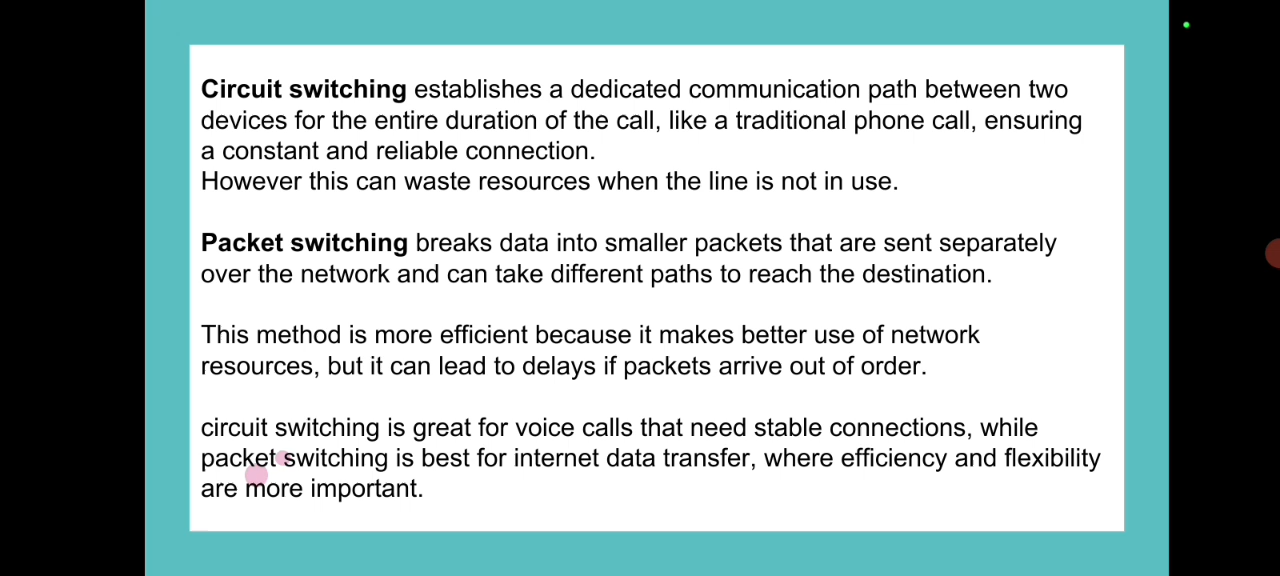 Circuit switching establishes a dedicated communication path between two
devices for the entire duration of the call, like a traditional phone call, ensuring
a constant and reliable connection.
However this can waste resources when the line is not in use.
Packet switching breaks data into smaller packets that are sent separately
over the network and can take different paths to reach the destination.
This method is more efficient because it makes better use of network
resources, but it can lead to delays if packets arrive out of order.
circuit switching is great for voice calls that need stable connections, while
packet switching is best for internet data transfer, where efficiency and flexibility
are more important.